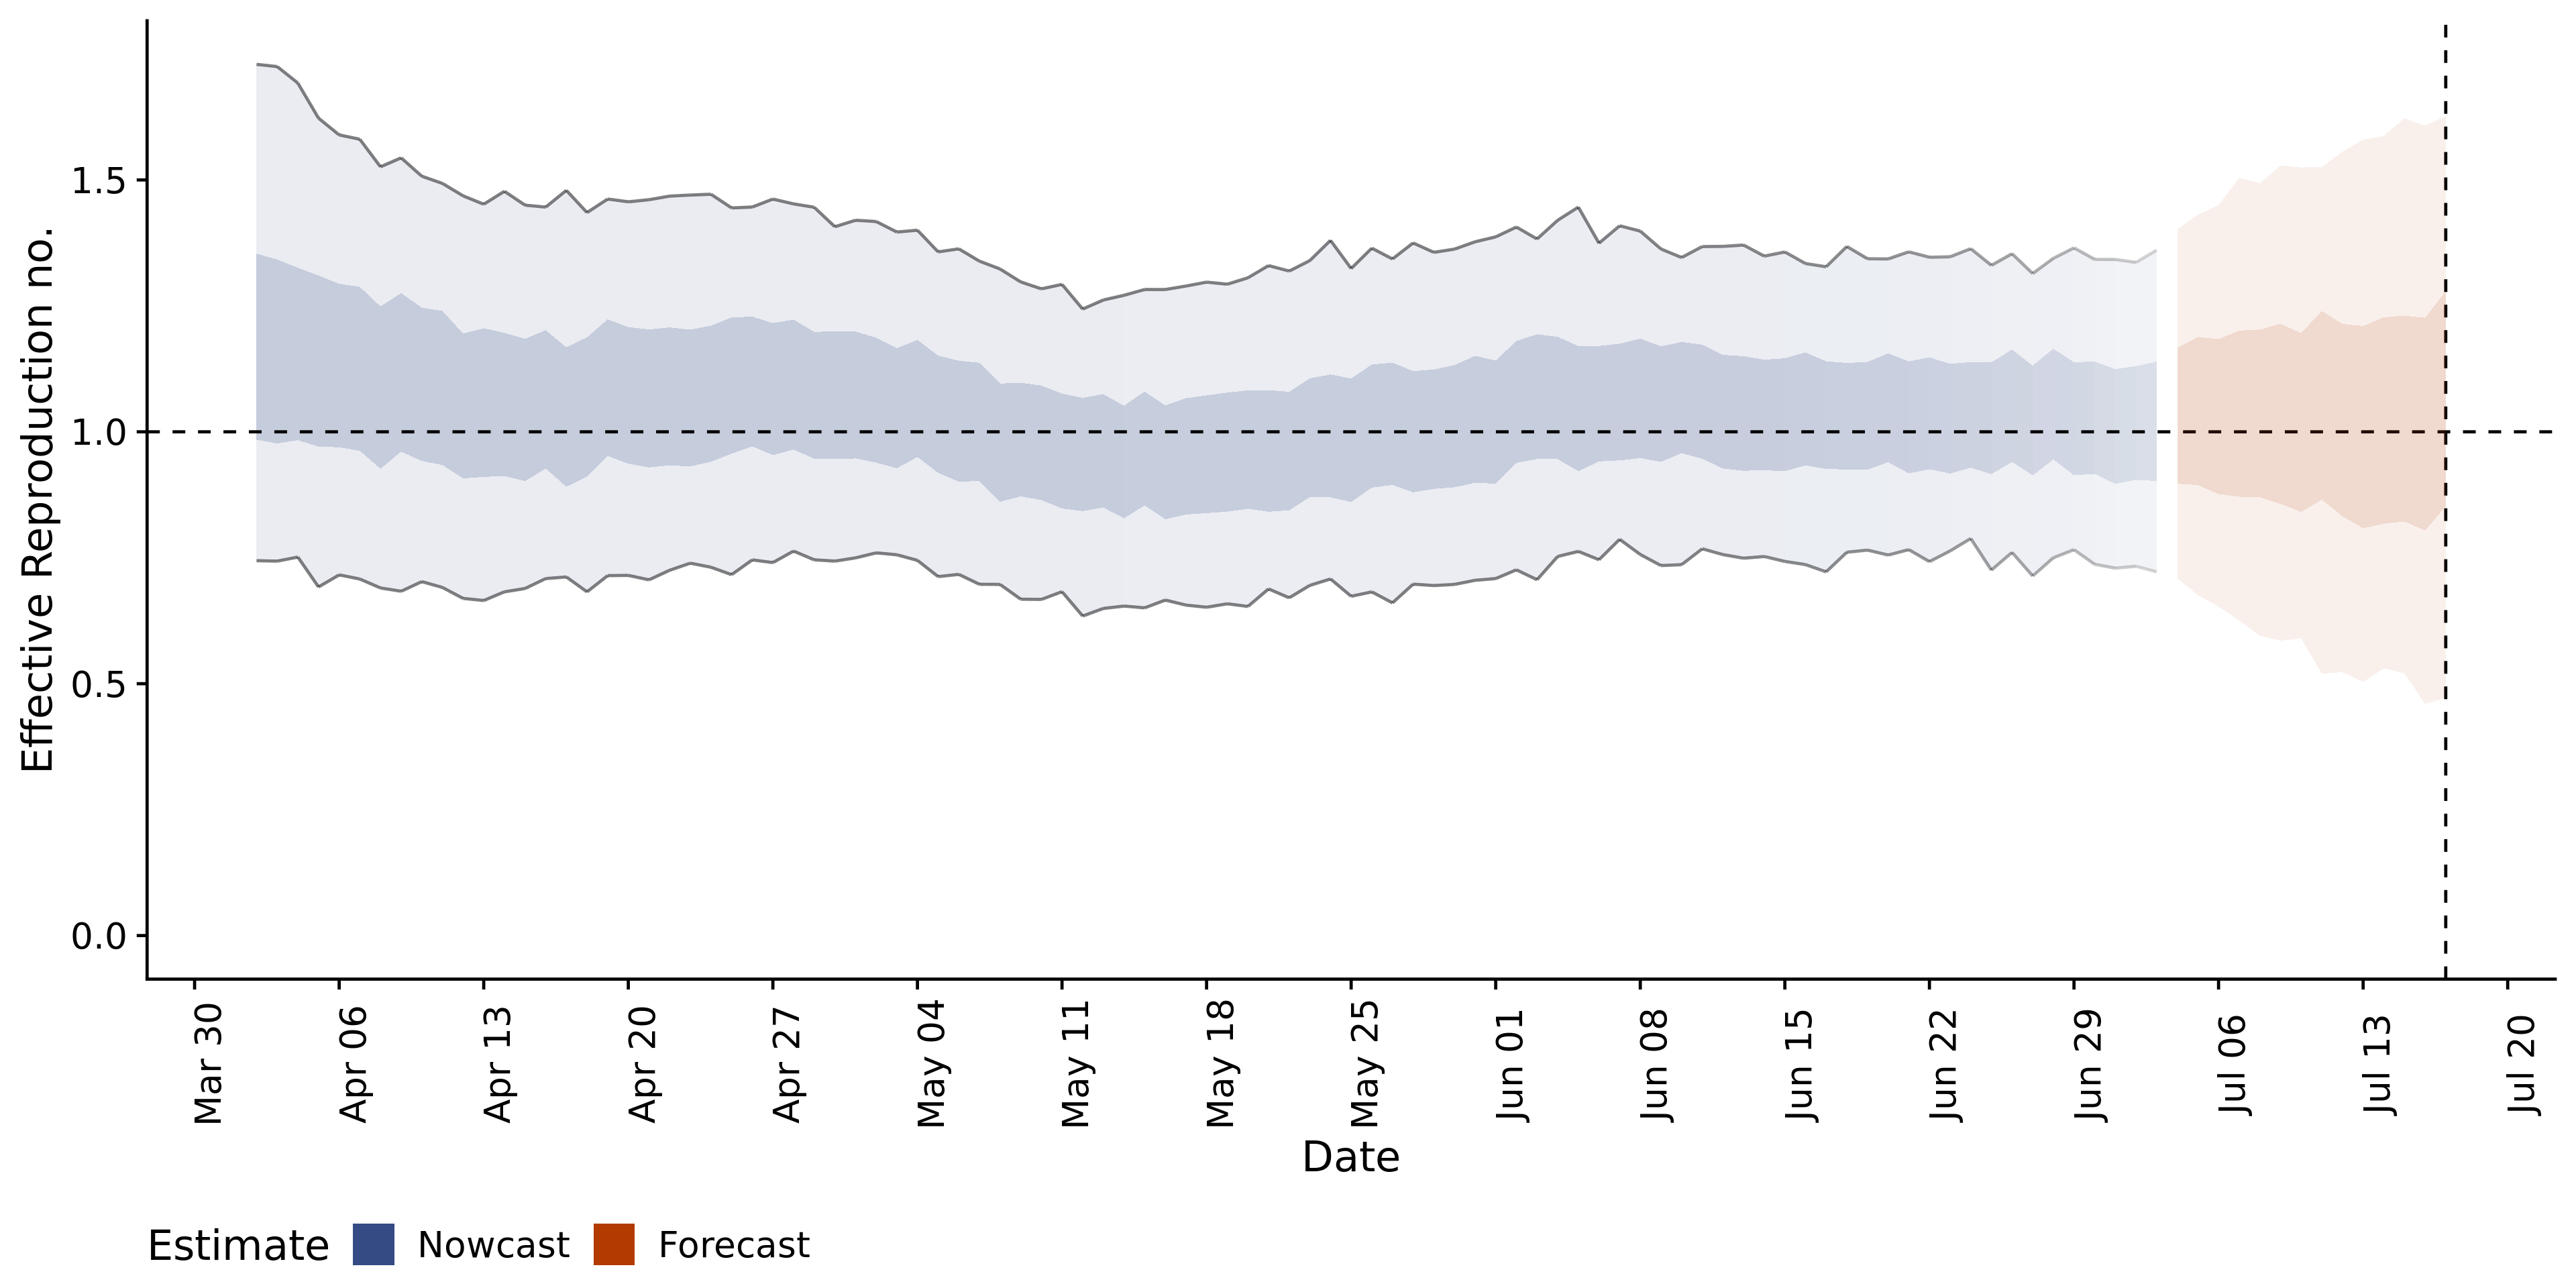 Effective Reproduction no.
1.5
1.0
0.5
0.0
Mar 30
Apr 06
Apr 13
Apr 20
Apr 27
May 04
May 11
May 18
May 25
Jun 01
Jun 08
Jun 15
Jun 22
Jun 29
Jul 06
Jul 13
Jul 20
Date
Estimate Nowcast Forecast